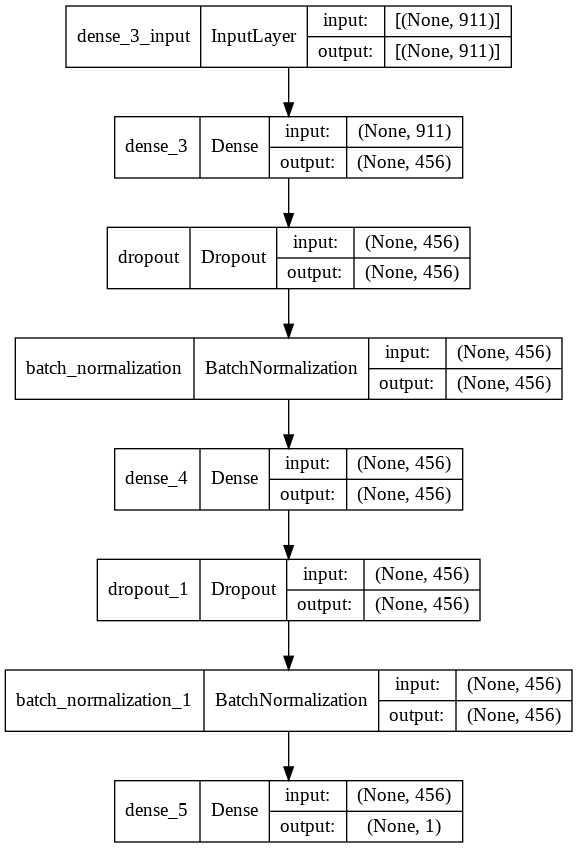 dense_3_input InputLayer input: [(None, 911)]
output: [(None, 911)]
dense_3 Dense input: (None, 911)
output: (None, 456)
dropout Dropout input: (None, 456)
output: (None, 456)
batch_normalization BatchNormalization input: (None, 456)
output: (None, 456)
dense_4 Dense input: (None, 456)
output: (None, 456)
dropout_1 Dropout input: (None, 456)
output: (None, 456)
batch_normalization_1 BatchNormalization input: (None, 456)
output: (None, 456)
dense_5 Dense input: (None, 456)
output: (None, 1)